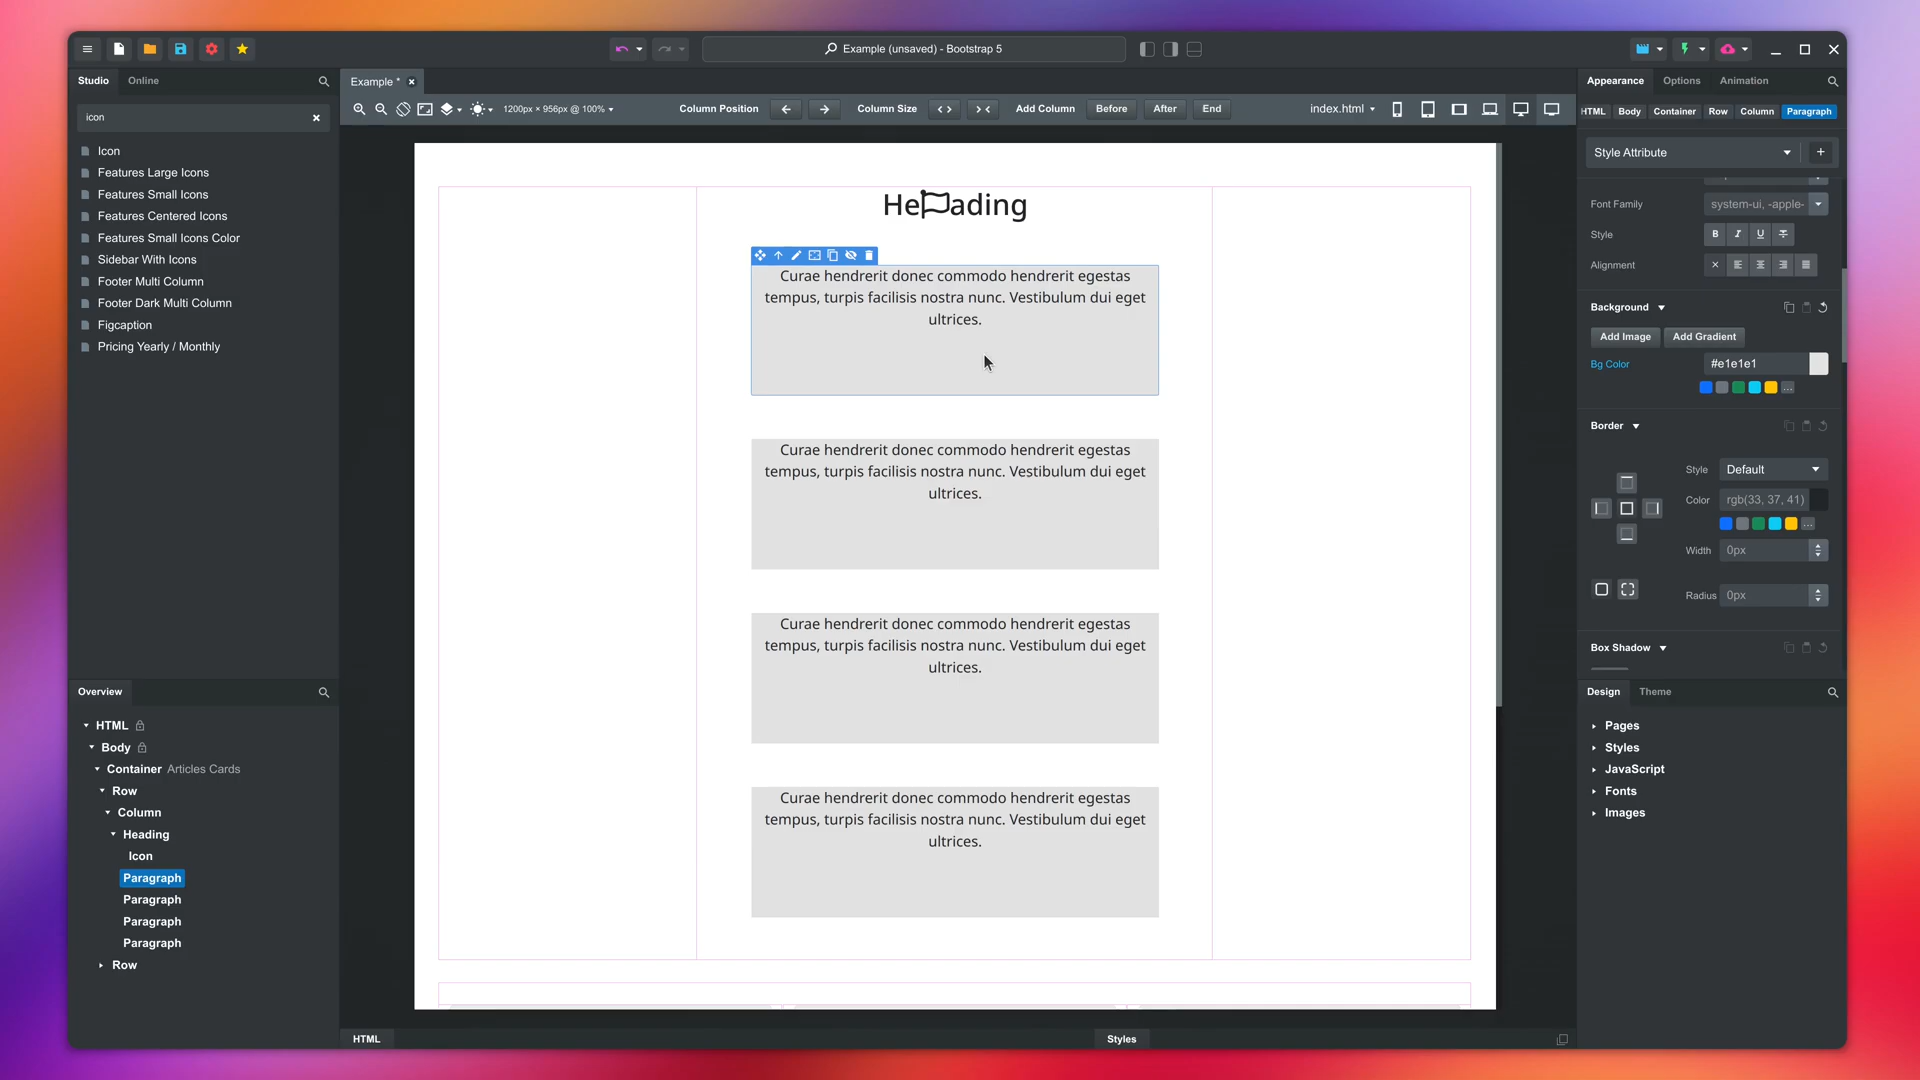 Example (unsaved) - Bootstrap 5
Studio
Online
icon
Icon
Features Large Icons
Features Small Icons
Features Centered Icons
Features Small Icons Color
Sidebar With Icons
Footer Multi Column
Footer Dark Multi Column
Figcaption
Pricing Yearly / Monthly
Overview
HTML
Body
Container Articles Cards
Row
Column
Heading
Icon
Paragraph
Paragraph
Paragraph
Paragraph
Row
Example *
1200px × 956px @ 100%
Column Position
Column Size
Add Column
Before
After
End
index.html
Heading
Curae hendrerit donec commodo hendrerit egestas
tempus, turpis facilisis nostra nunc. Vestibulum dui eget
ultrices.
Curae hendrerit donec commodo hendrerit egestas
tempus, turpis facilisis nostra nunc. Vestibulum dui eget
ultrices.
Curae hendrerit donec commodo hendrerit egestas
tempus, turpis facilisis nostra nunc. Vestibulum dui eget
ultrices.
Curae hendrerit donec commodo hendrerit egestas
tempus, turpis facilisis nostra nunc. Vestibulum dui eget
ultrices.
HTML
Styles
Appearance
Options
Animation
HTML
Body
Container
Row
Column
Paragraph
Style Attribute
Font Family
system-ui, -apple-
Style
B I U
Alignment
Background
Add Image
Add Gradient
Bg Color
#e1e1e1
Border
Style
Default
Color
rgb(33, 37, 41)
Width
0px
Radius
0px
Box Shadow
Design
Theme
Pages
Styles
JavaScript
Fonts
Images